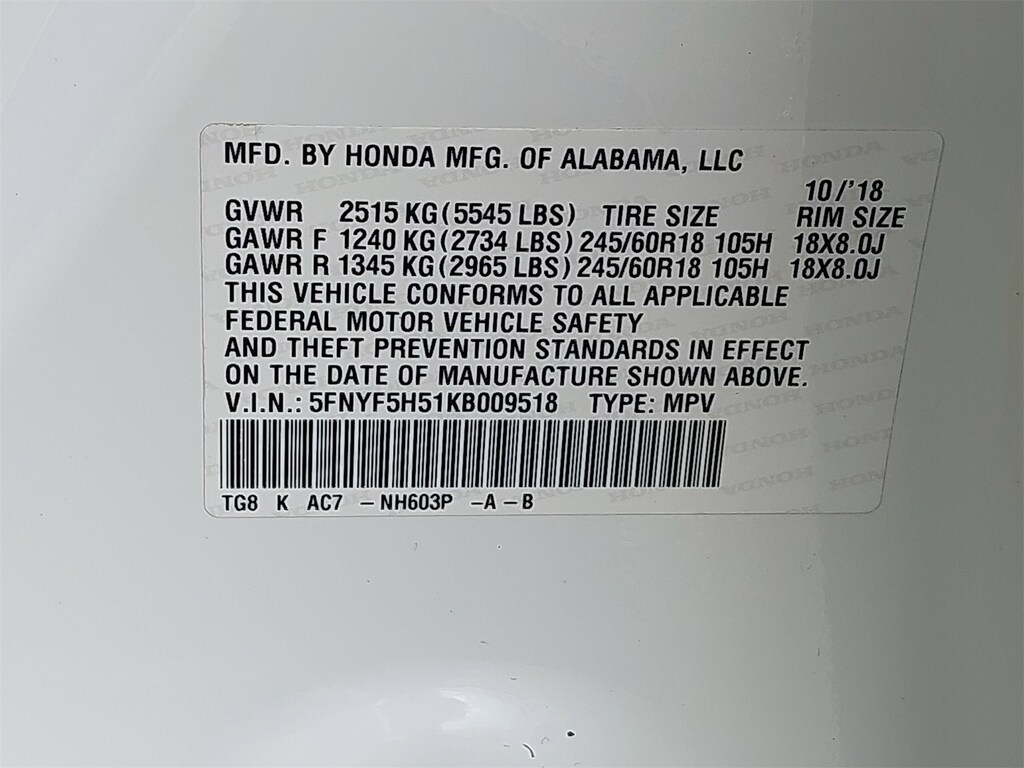 MFD. BY HONDA MFG. OF ALABAMA, LLC
10/'18
GVWR 2515 KG (5545 LBS) TIRE SIZE RIM SIZE
GAWR F 1240 KG (2734 LBS) 245/60R18 105H 18X8.0J
GAWR R 1345 KG (2965 LBS) 245/60R18 105H 18X8.0J
THIS VEHICLE CONFORMS TO ALL APPLICABLE
FEDERAL MOTOR VEHICLE SAFETY
AND THEFT PREVENTION STANDARDS IN EFFECT
ON THE DATE OF MANUFACTURE SHOWN ABOVE.
V.I.N.: 5FNYF5H51KB009518 TYPE: MPV
TG8 K AC7 – NH603P –A – B